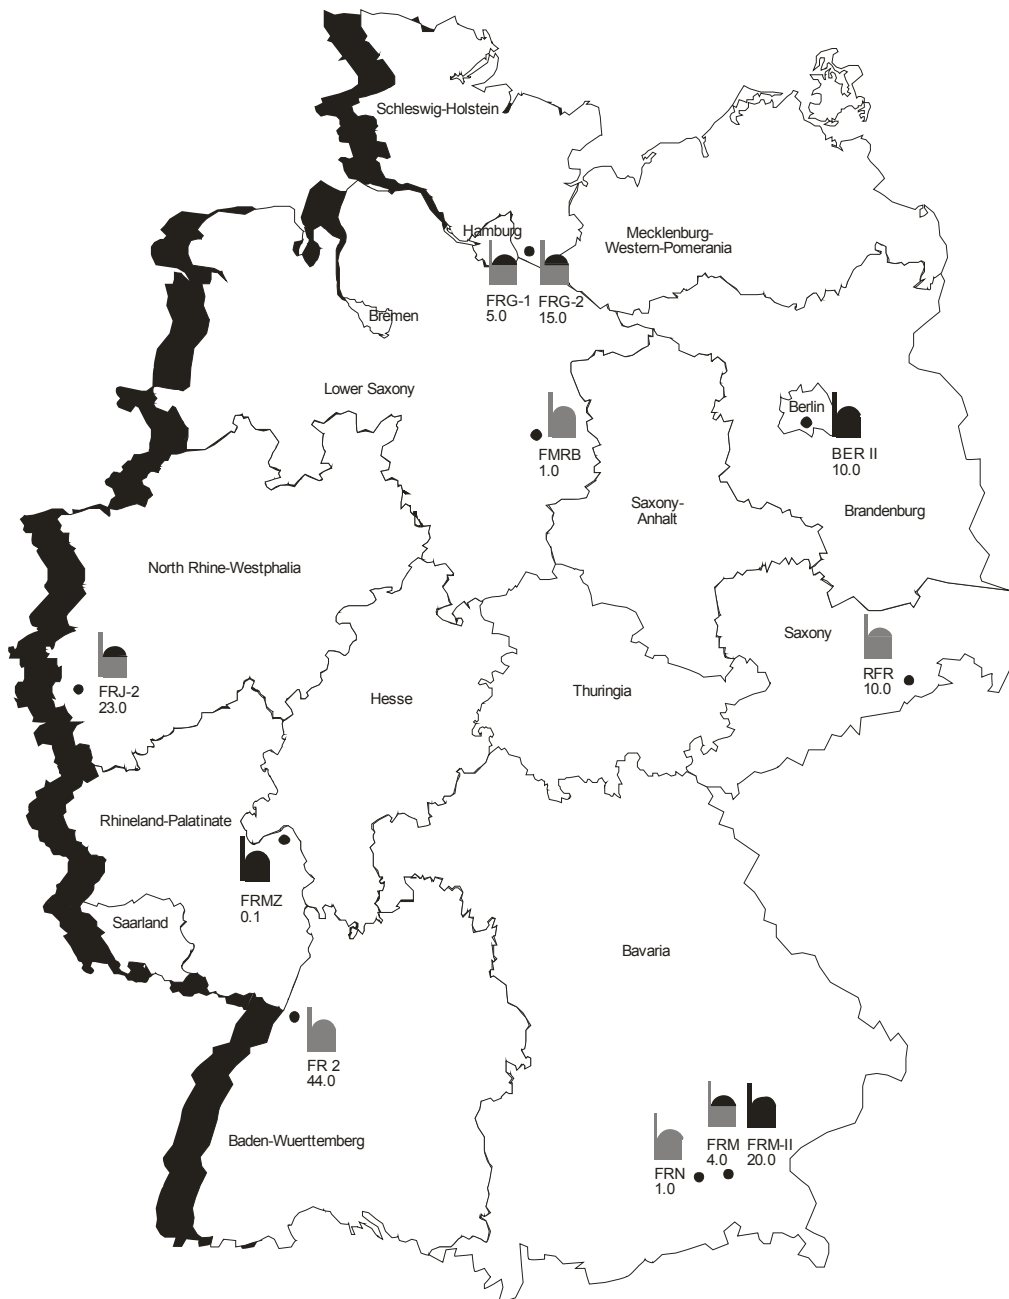 Schleswig-Holstein
Hamburg
Mecklenburg-
Western-Pomerania
FRG-1
5.0
FRG-2
15.0
Bremen
Lower Saxony
Berlin
FMRB
1.0
BER II
10.0
Saxony-
Anhalt
Brandenburg
North Rhine-Westphalia
Saxony
FRJ-2
23.0
Hesse
Thuringia
RFR
10.0
Rhineland-Palatinate
FRMZ
0.1
Saarland
Bavaria
FR 2
44.0
Baden-Wuerttemberg
FRN
1.0
FRM
4.0
FRM-II
20.0